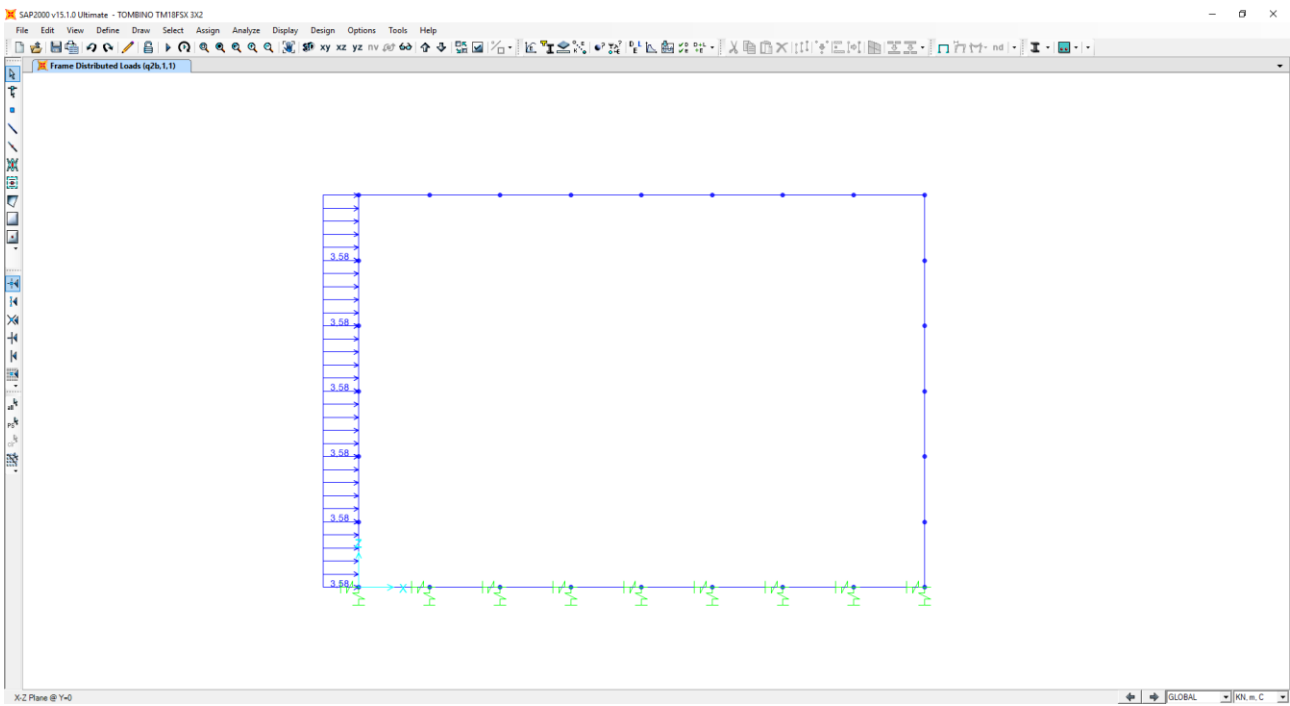 SAP2000 v15.1.0 Ultimate - TOMBINO TM18FSX 3X2
File Edit View Define Draw Select Assign Analyze Display Design Options Tools Help
xy xz yz nv nd
Frame Distributed Loads (q2b,1,1)
3,58
3,58
3,58
3,58
3,58
3,58
X
X-Z Plane @ Y=0
GLOBAL
KN, m, C